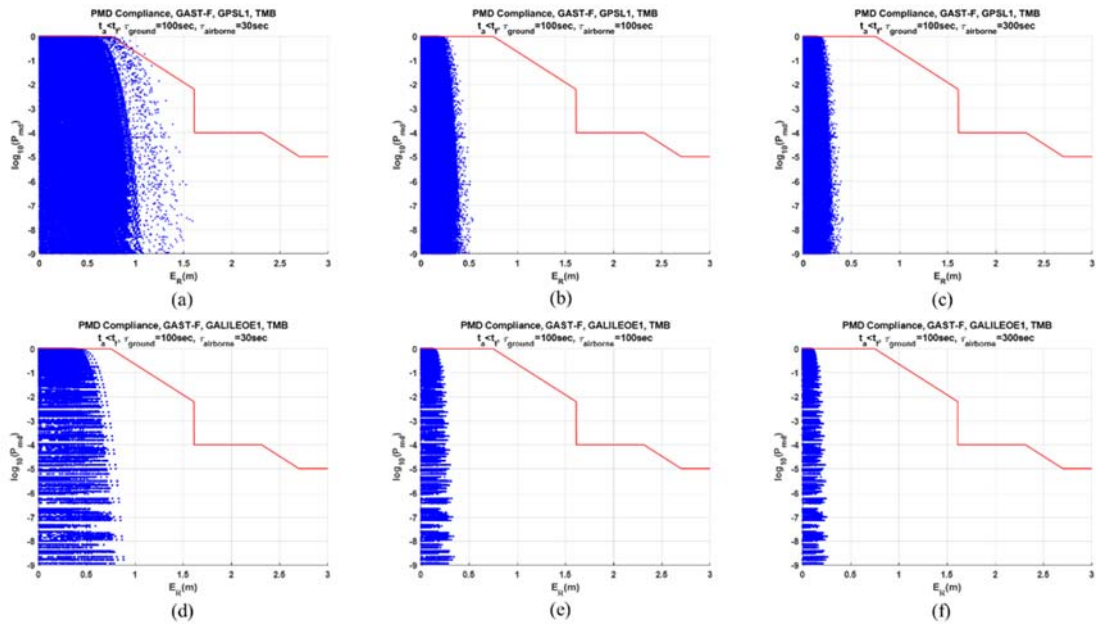 PMD Compliance, GAST-F, GPSL1, TMB
t_a<t_f, τ_ground=100sec, τ_airborne=30sec
log10(P_md)
0
-1
-2
-3
-4
-5
-6
-7
-8
-9
0 0.5 1 1.5 2 2.5 3
E_R(m)
(a)
PMD Compliance, GAST-F, GPSL1, TMB
t_a<t_f, τ_ground=100sec, τ_airborne=100sec
log10(P_md)
0
-1
-2
-3
-4
-5
-6
-7
-8
-9
0 0.5 1 1.5 2 2.5 3
E_R(m)
(b)
PMD Compliance, GAST-F, GPSL1, TMB
t_a<t_f, τ_ground=100sec, τ_airborne=300sec
log10(P_md)
0
-1
-2
-3
-4
-5
-6
-7
-8
-9
0 0.5 1 1.5 2 2.5 3
E_R(m)
(c)
PMD Compliance, GAST-F, GALILEOE1, TMB
t_a<t_f, τ_ground=100sec, τ_airborne=30sec
log10(P_md)
0
-1
-2
-3
-4
-5
-6
-7
-8
-9
0 0.5 1 1.5 2 2.5 3
E_R(m)
(d)
PMD Compliance, GAST-F, GALILEOE1, TMB
t_a<t_f, τ_ground=100sec, τ_airborne=100sec
log10(P_md)
0
-1
-2
-3
-4
-5
-6
-7
-8
-9
0 0.5 1 1.5 2 2.5 3
E_R(m)
(e)
PMD Compliance, GAST-F, GALILEOE1, TMB
t_a<t_f, τ_ground=100sec, τ_airborne=300sec
log10(P_md)
0
-1
-2
-3
-4
-5
-6
-7
-8
-9
0 0.5 1 1.5 2 2.5 3
E_R(m)
(f)